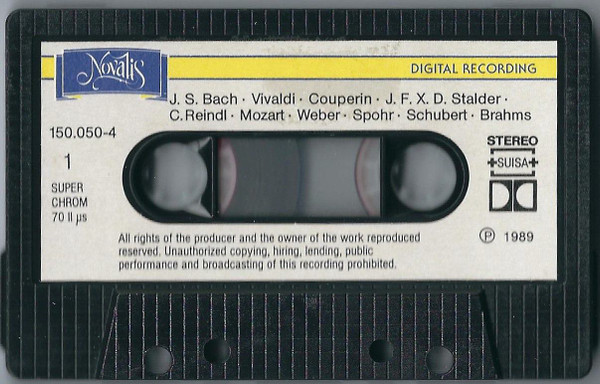 Novalis
DIGITAL RECORDING
J. S. Bach · Vivaldi · Couperin · J. F. X. D. Stalder ·
C. Reindl · Mozart · Weber · Spohr · Schubert · Brahms
150.050-4
1
SUPER
CHROM
70 II µs
STEREO
SUISA
All rights of the producer and the owner of the work reproduced
reserved. Unauthorized copying, hiring, lending, public
performance and broadcasting of this recording prohibited.
Ⓟ 1989